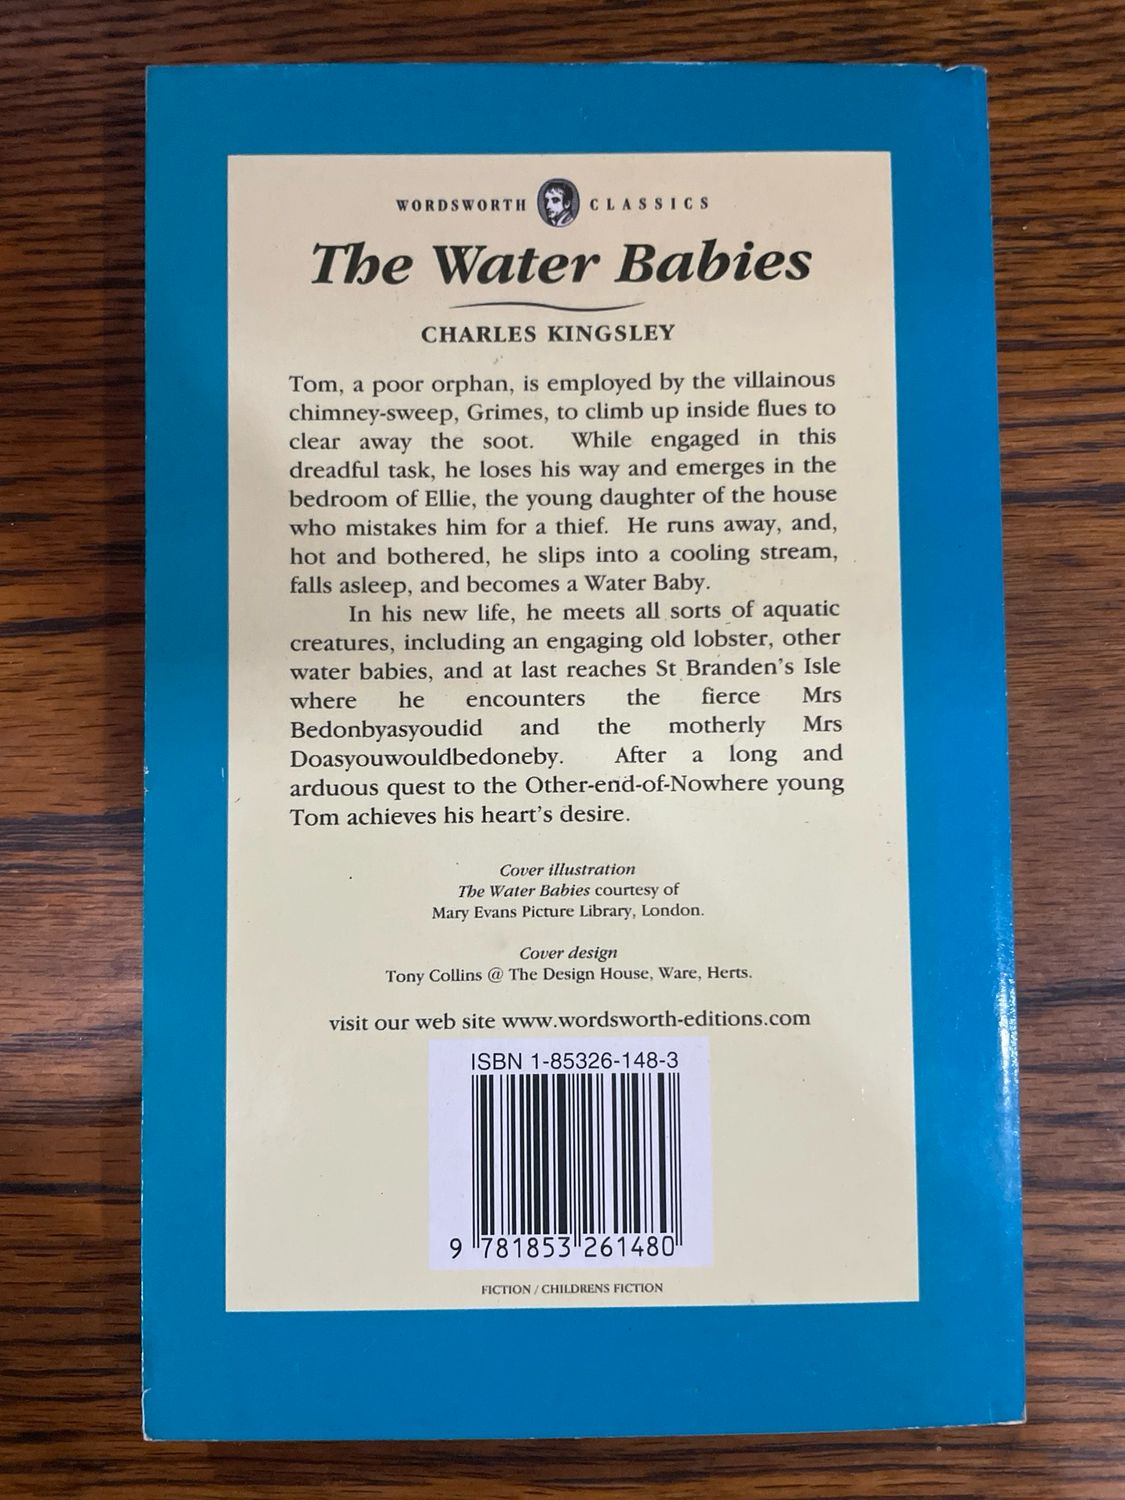 WORDSWORTH CLASSICS
The Water Babies
CHARLES KINGSLEY
Tom, a poor orphan, is employed by the villainous
chimney-sweep, Grimes, to climb up inside flues to
clear away the soot. While engaged in this
dreadful task, he loses his way and emerges in the
bedroom of Ellie, the young daughter of the house
who mistakes him for a thief. He runs away, and,
hot and bothered, he slips into a cooling stream,
falls asleep, and becomes a Water Baby.
In his new life, he meets all sorts of aquatic
creatures, including an engaging old lobster, other
water babies, and at last reaches St Branden's Isle
where he encounters the fierce Mrs
Bedonbyasyoudid and the motherly Mrs
Doasyouwouldbedoneby. After a long and
arduous quest to the Other-end-of-Nowhere young
Tom achieves his heart's desire.
Cover illustration
The Water Babies courtesy of
Mary Evans Picture Library, London.
Cover design
Tony Collins @ The Design House, Ware, Herts.
visit our web site www.wordsworth-editions.com
ISBN 1-85326-148-3
9 781853 261480
FICTION / CHILDRENS FICTION